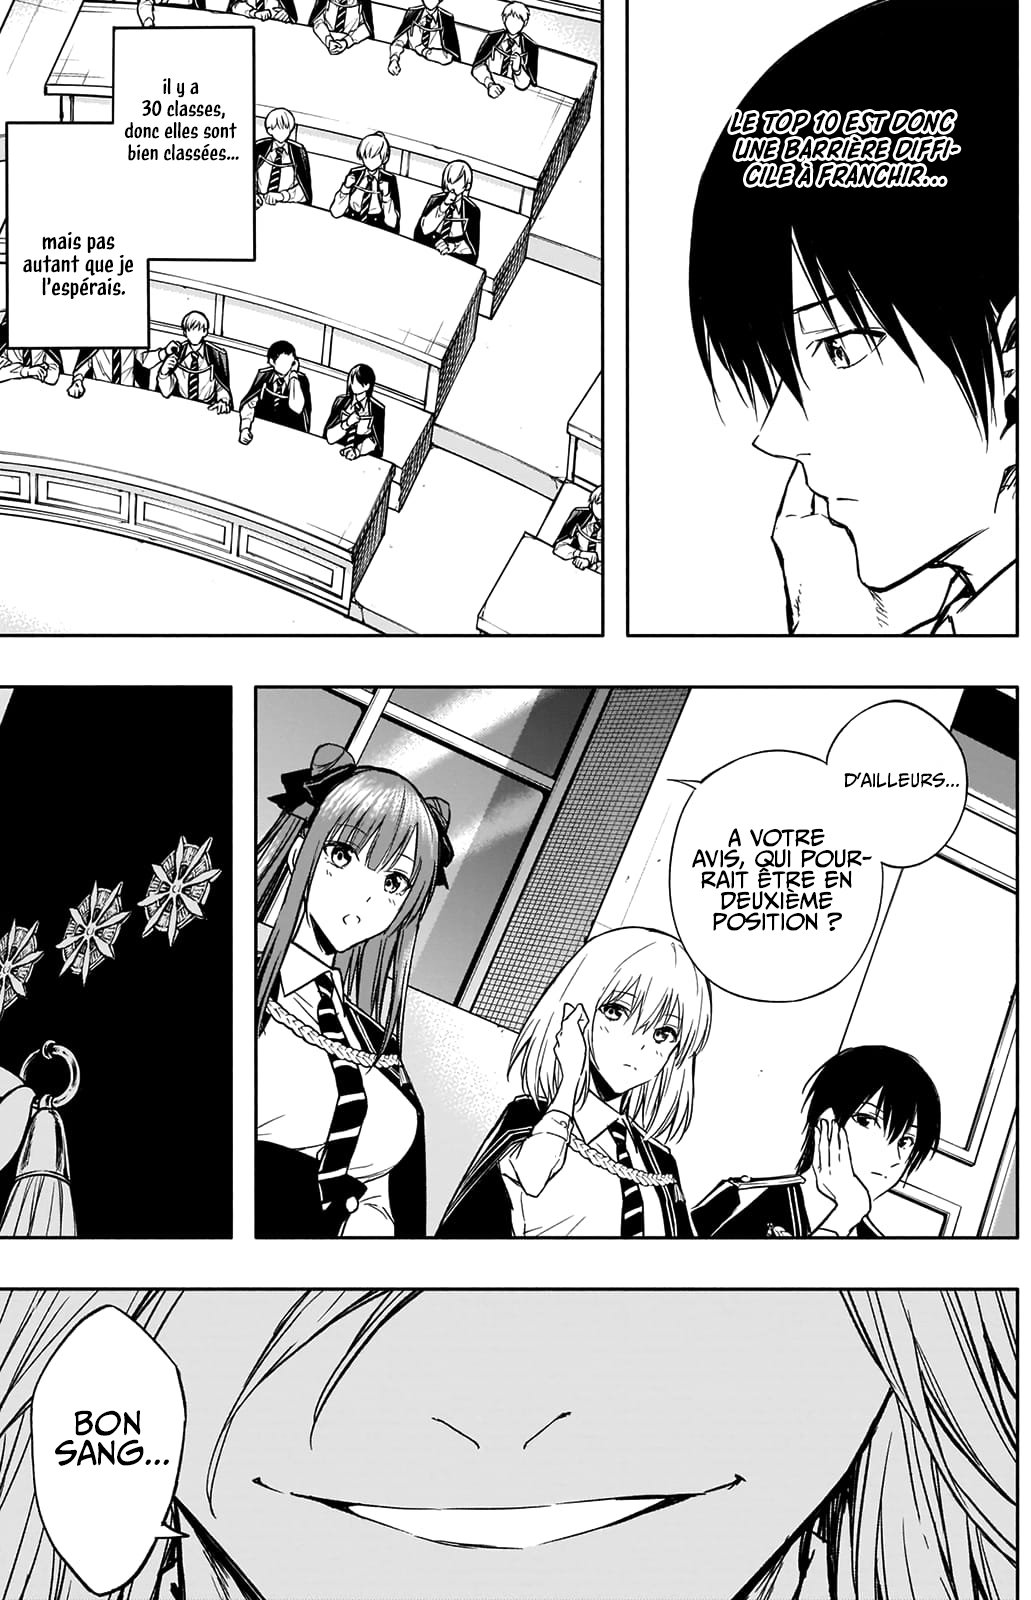 LE TOP 10 EST DONC
UNE BARRIÈRE DIFFI-
CILE À FRANCHIR...
il y a
30 classes,
donc elles sont
bien classées...
mais pas
autant que je
l'espérais.
D'AILLEURS...
A VOTRE
AVIS, QUI POUR-
RAIT ÊTRE EN
DEUXIÈME
POSITION ?
BON
SANG...